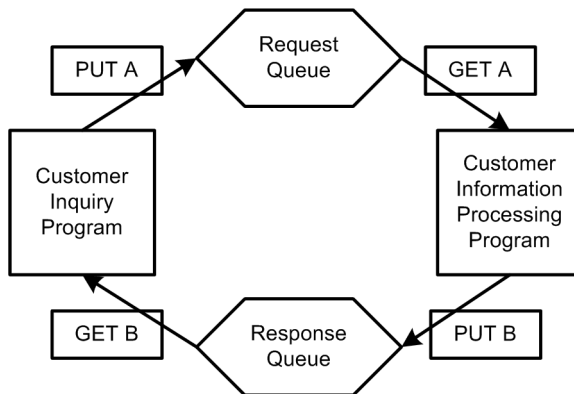 Request
Queue
PUT A
GET A
Customer
Inquiry
Program
Customer
Information
Processing
Program
GET B
Response
Queue
PUT B